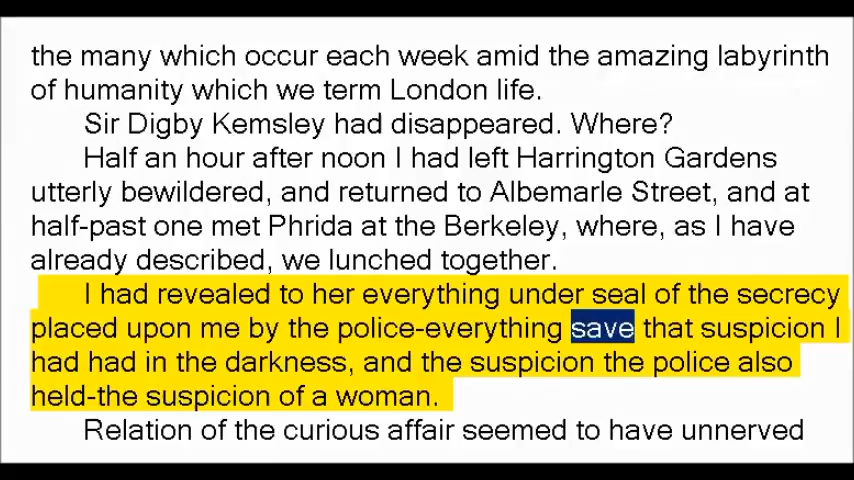 the many which occur each week amid the amazing labyrinth
of humanity which we term London life.
Sir Digby Kemsley had disappeared. Where?
Half an hour after noon I had left Harrington Gardens
utterly bewildered, and returned to Albemarle Street, and at
half-past one met Phrida at the Berkeley, where, as I have
already described, we lunched together.
I had revealed to her everything under seal of the secrecy
placed upon me by the police-everything save that suspicion I
had had in the darkness, and the suspicion the police also
held-the suspicion of a woman.
Relation of the curious affair seemed to have unnerved